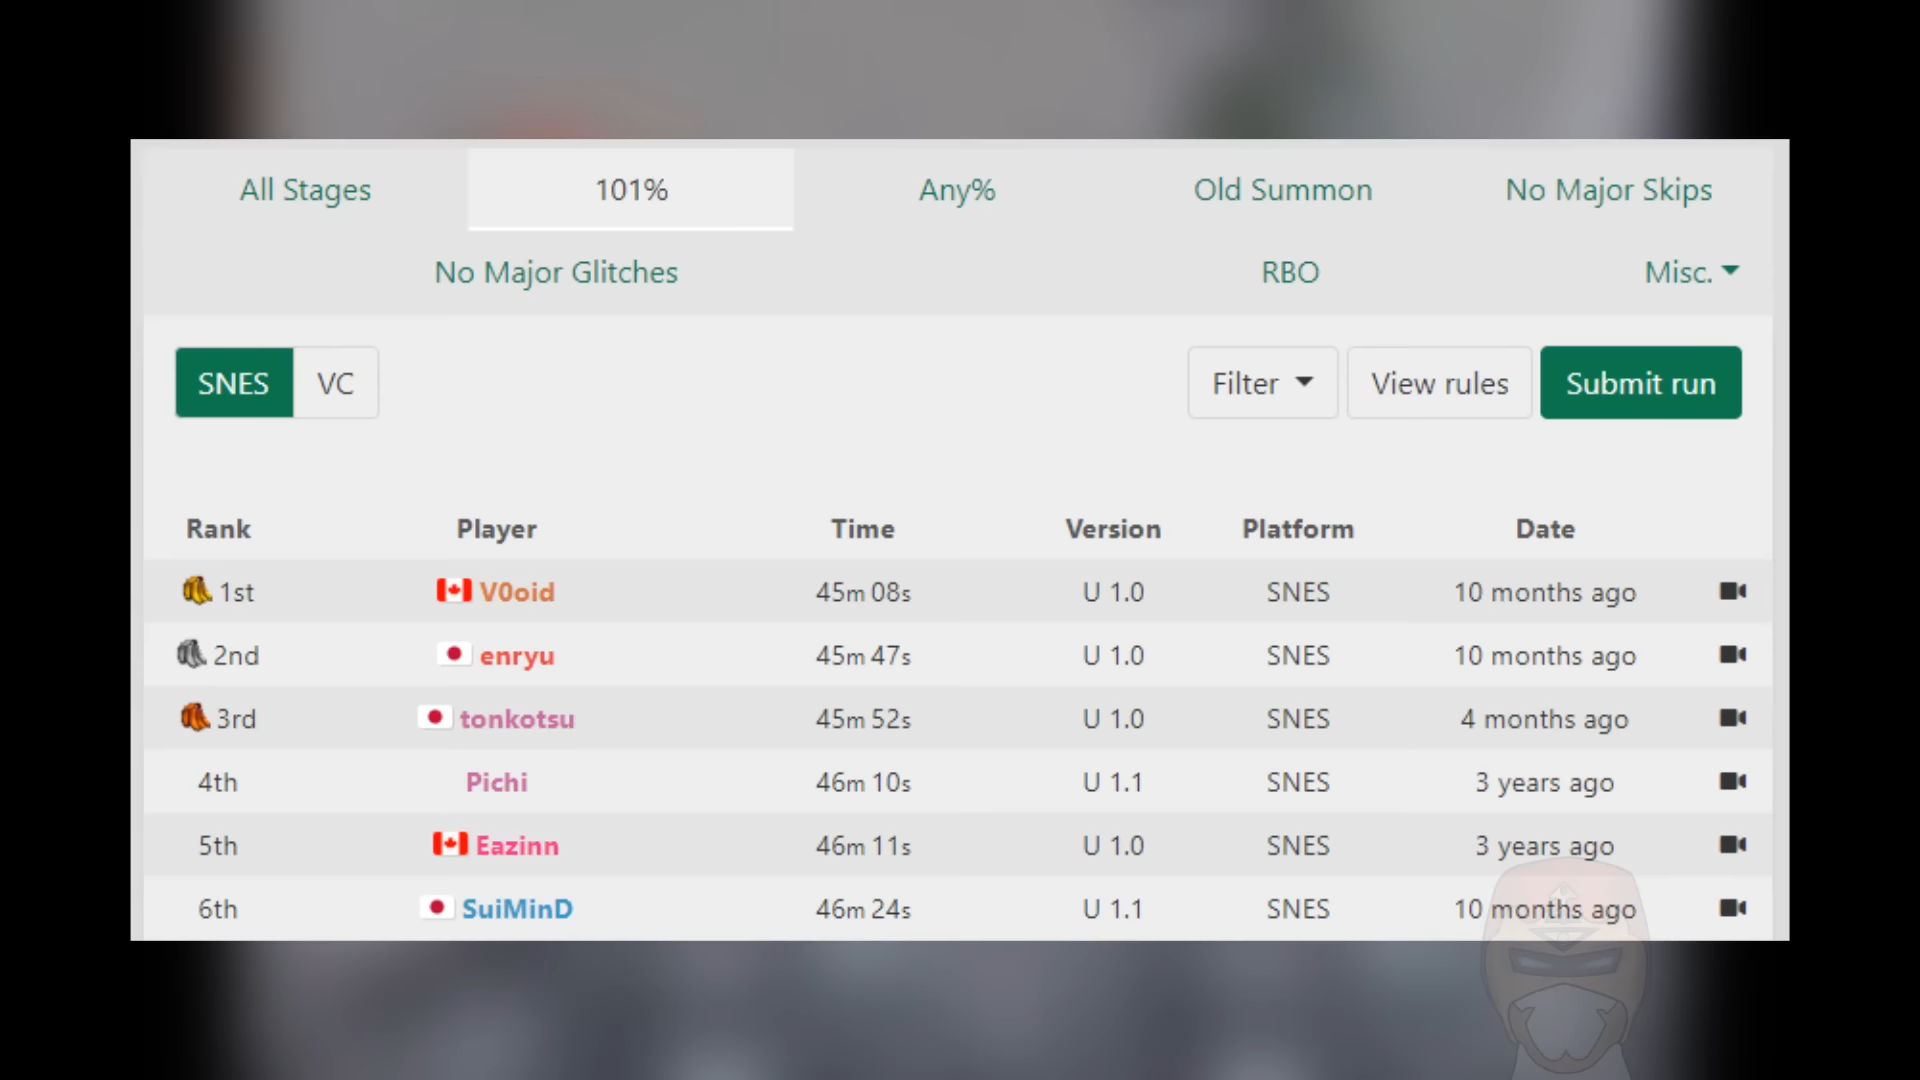 All Stages 101% Any% Old Summon No Major Skips
No Major Glitches RBO Misc.
SNES VC Filter View rules Submit run
Rank Player Time Version Platform Date
1st V0oid 45m 08s U 1.0 SNES 10 months ago
2nd enryu 45m 47s U 1.0 SNES 10 months ago
3rd tonkotsu 45m 52s U 1.0 SNES 4 months ago
4th Pichi 46m 10s U 1.1 SNES 3 years ago
5th Eazinn 46m 11s U 1.0 SNES 3 years ago
6th SuiMinD 46m 24s U 1.1 SNES 10 months ago